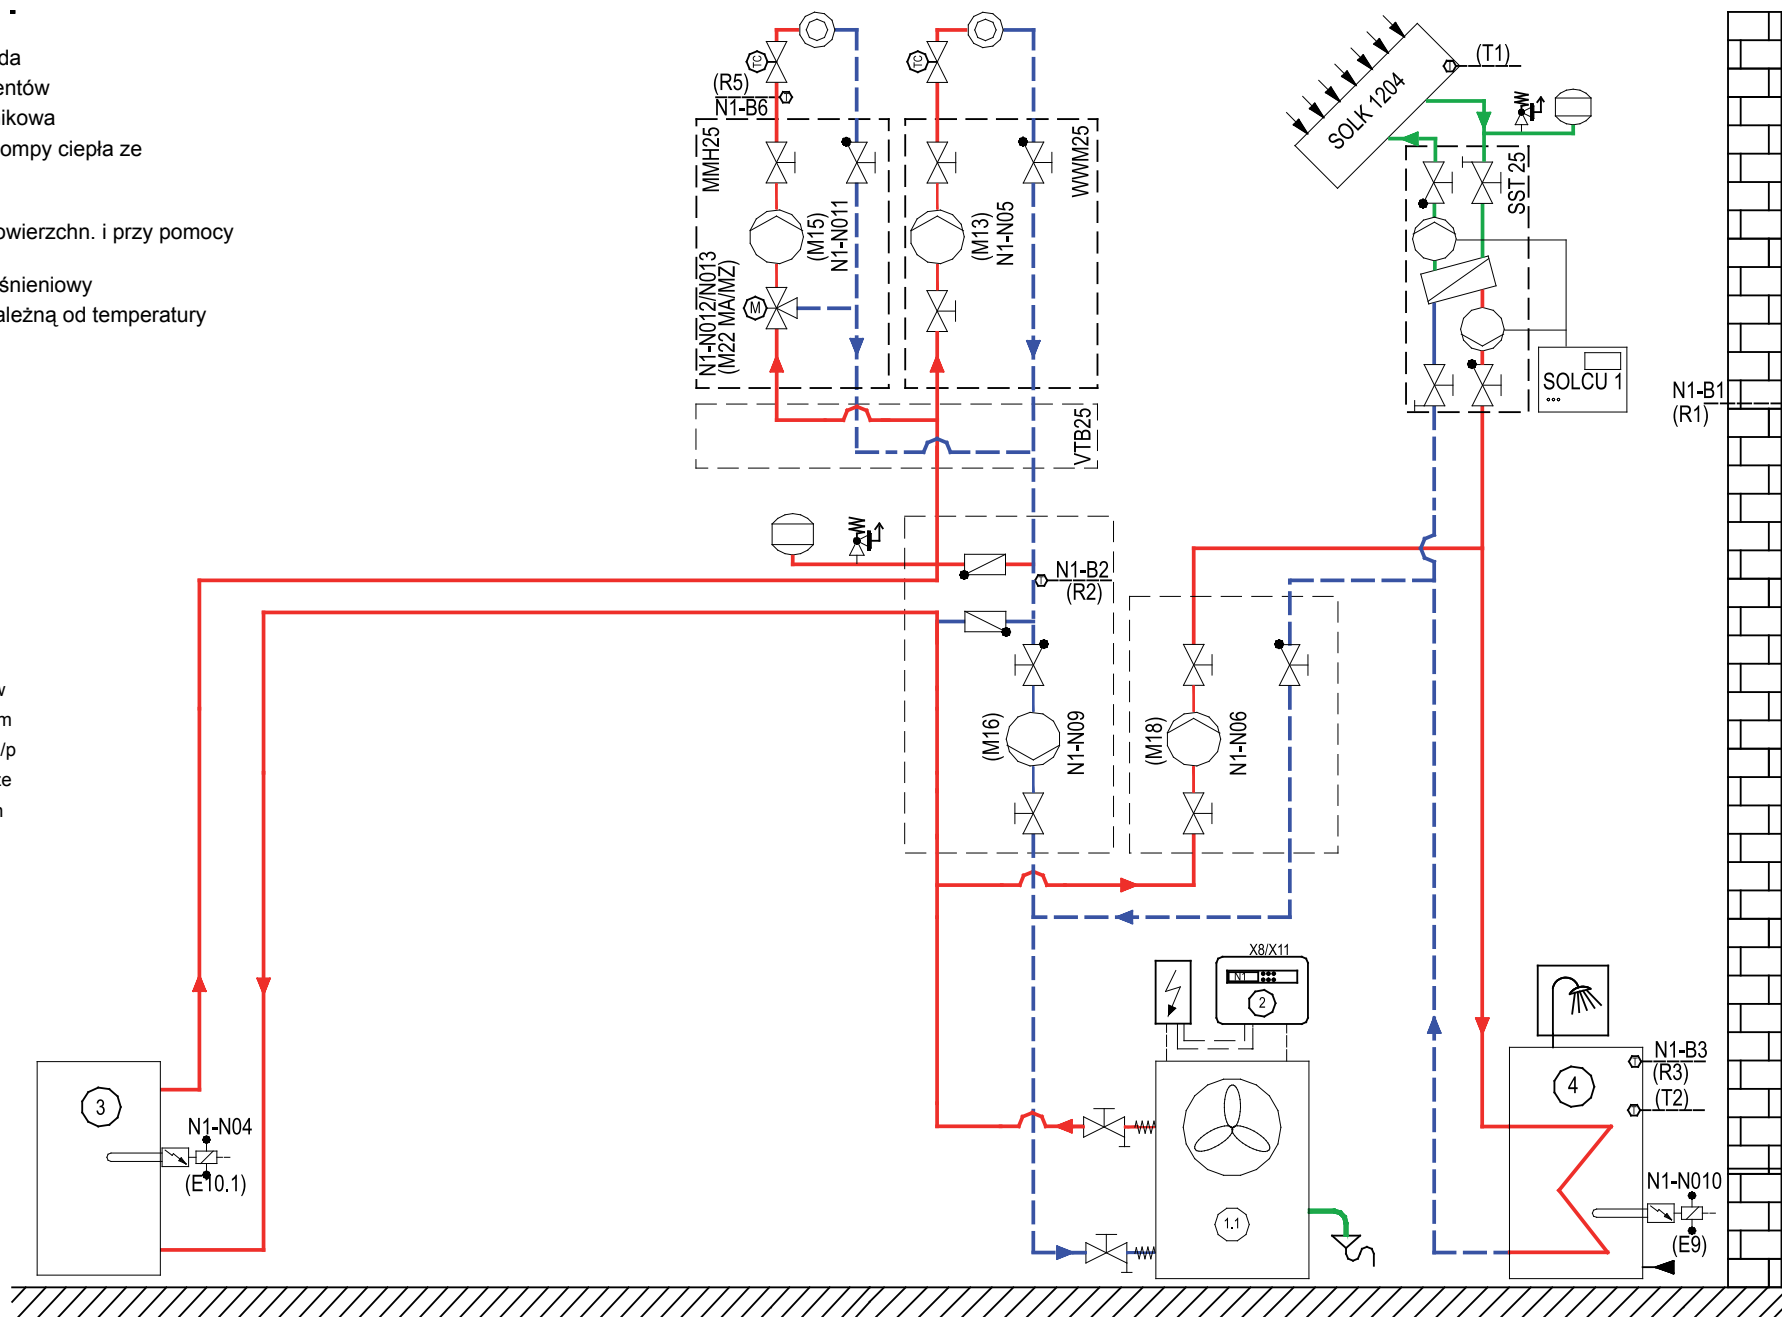 -
da
entów
ikowa
ompy ciepła ze
owierzchn. i przy pomocy
śnieniowy
ależną od temperatury
w
m
/p
ze
n
TC
TC
(R5)
N1-B6
MMH25
(M15)
N1-N011
N1-N012/N013
(M22 MA/MZ)
M
WWM25
(M13)
N1-N05
VTB25
SOLK 1204
(T1)
SST 25
SOLCU 1
N1-B1
(R1)
N1-B2
(R2)
(M16)
N1-N09
(M18)
N1-N06
X8/X11
N1
2
1.1
3
N1-N04
(E10.1)
4
N1-B3
(R3)
(T2)
N1-N010
(E9)